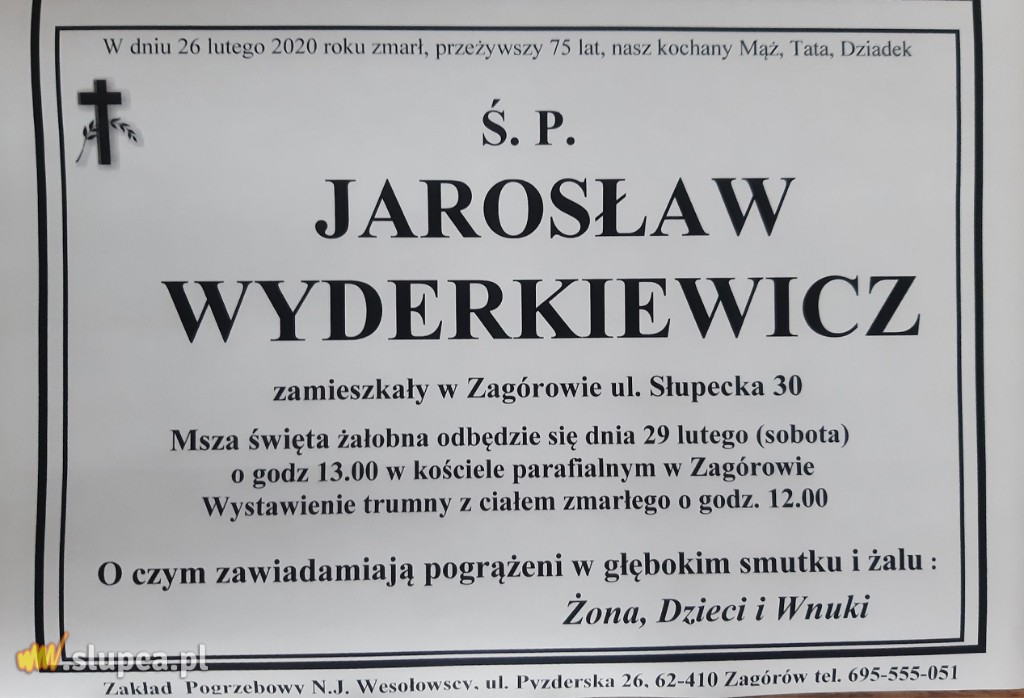 W dniu 26 lutego 2020 roku zmarł, przeżywszy 75 lat, nasz kochany Mąż, Tata, Dziadek
Ś. P.
JAROSŁAW
WYDERKIEWICZ
zamieszkały w Zagórowie ul. Słupecka 30
Msza święta żałobna odbędzie się dnia 29 lutego (sobota)
o godz 13.00 w kościele parafialnym w Zagórowie
Wystawienie trumny z ciałem zmarłego o godz. 12.00
O czym zawiadamiają pogrążeni w głębokim smutku i żalu :
Żona, Dzieci i Wnuki
slupca.pl
Zakład Pogrzebowy N.J. Wesołowscy, ul. Pyzderska 26, 62-410 Zagórów tel. 695-555-051